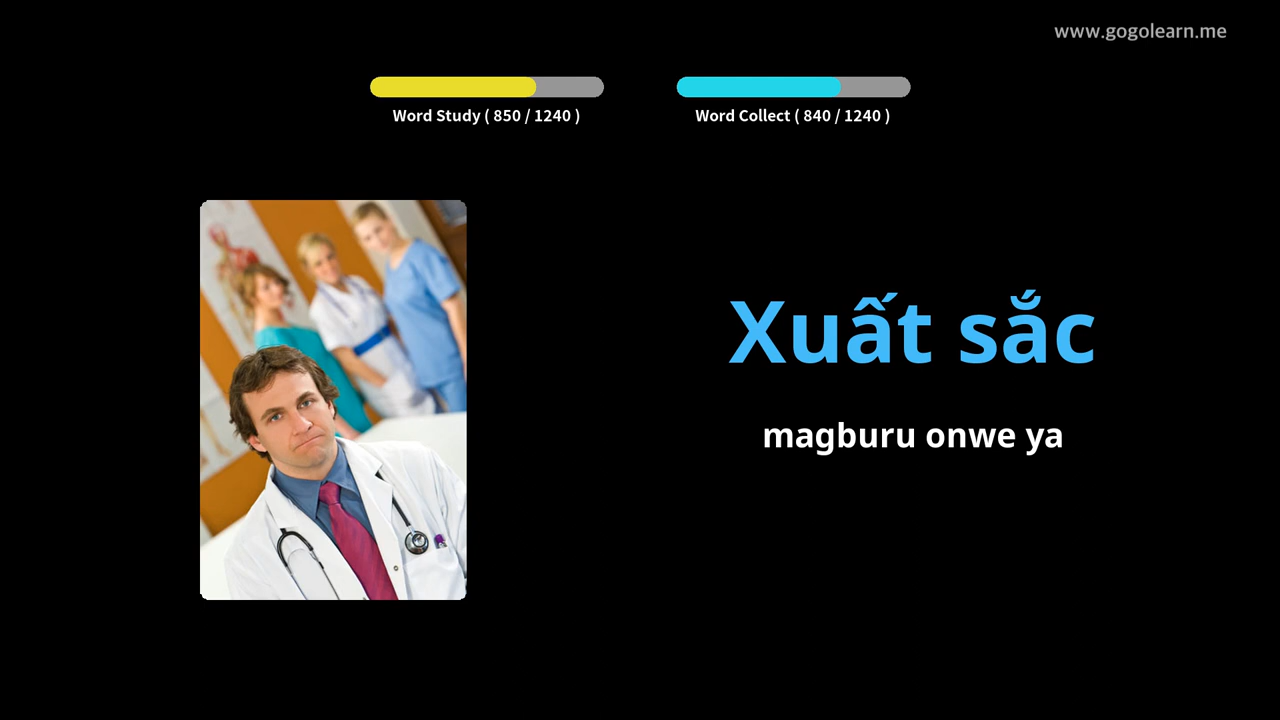 www.gogolearn.me
Word Study ( 850 / 1240 )
Word Collect ( 840 / 1240 )
Xuất sắc
magburu onwe ya